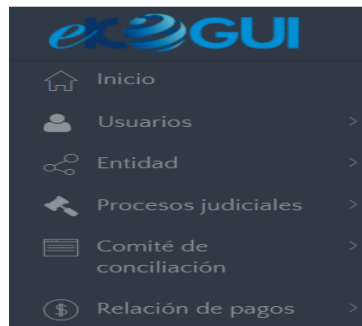 eKOGUI
Inicio
Usuarios >
Entidad >
Procesos judiciales >
Comité de >
conciliación
Relación de pagos >